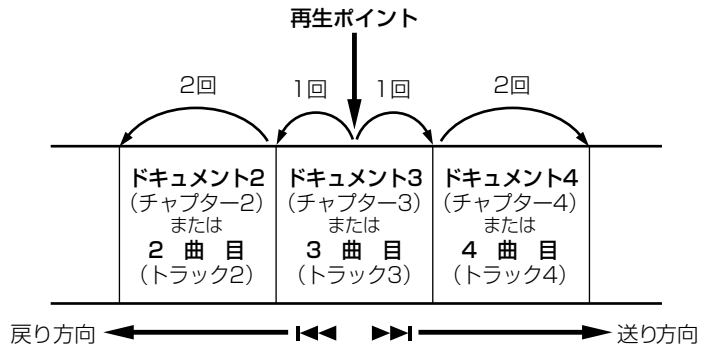 再生ポイント
2回 1回 1回 2回
ドキュメント2 ドキュメント3 ドキュメント4
(チャプター2) (チャプター3) (チャプター4)
または または または
2 曲 目 3 曲 目 4 曲 目
(トラック2) (トラック3) (トラック4)
戻り方向 送り方向